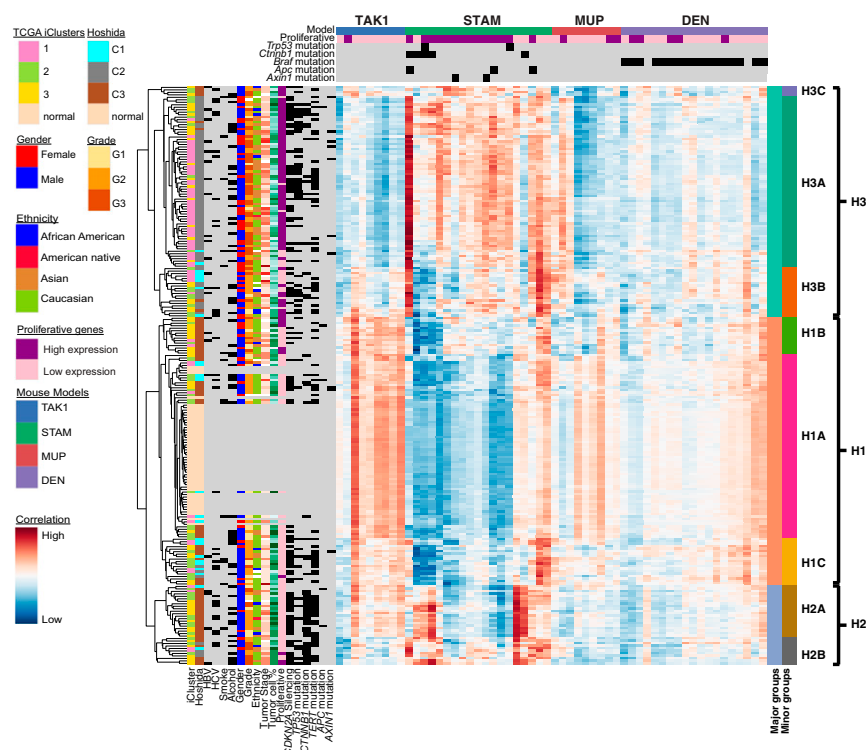 TAK1 STAM MUP DEN
Model
Proliferative
Trp53 mutation
Ctnnb1 mutation
Braf mutation
Apc mutation
Axin1 mutation
TCGA iClusters Hoshida
1 C1
2 C2
3 C3
normal normal
Gender Grade
Female G1
Male G2
G3
Ethnicity
African American
American native
Asian
Caucasian
Proliferative genes
High expression
Low expression
Mouse Models
TAK1
STAM
MUP
DEN
Correlation
High
Low
H3C
H3A
H3
H3B
H1B
H1A
H1
H1C
H2A
H2
H2B
iCluster
Hoshida
HBV
HCV
Smoke
Alcohol
Gender
Grade
Ethnicity
Tumor Stage
Tumor cell %
Proliferative
CDKN2A Silencing
TP53 mutation
CTNNB1 mutation
TERT mutation
APC mutation
AXIN1 mutation
Major groups
Minor groups